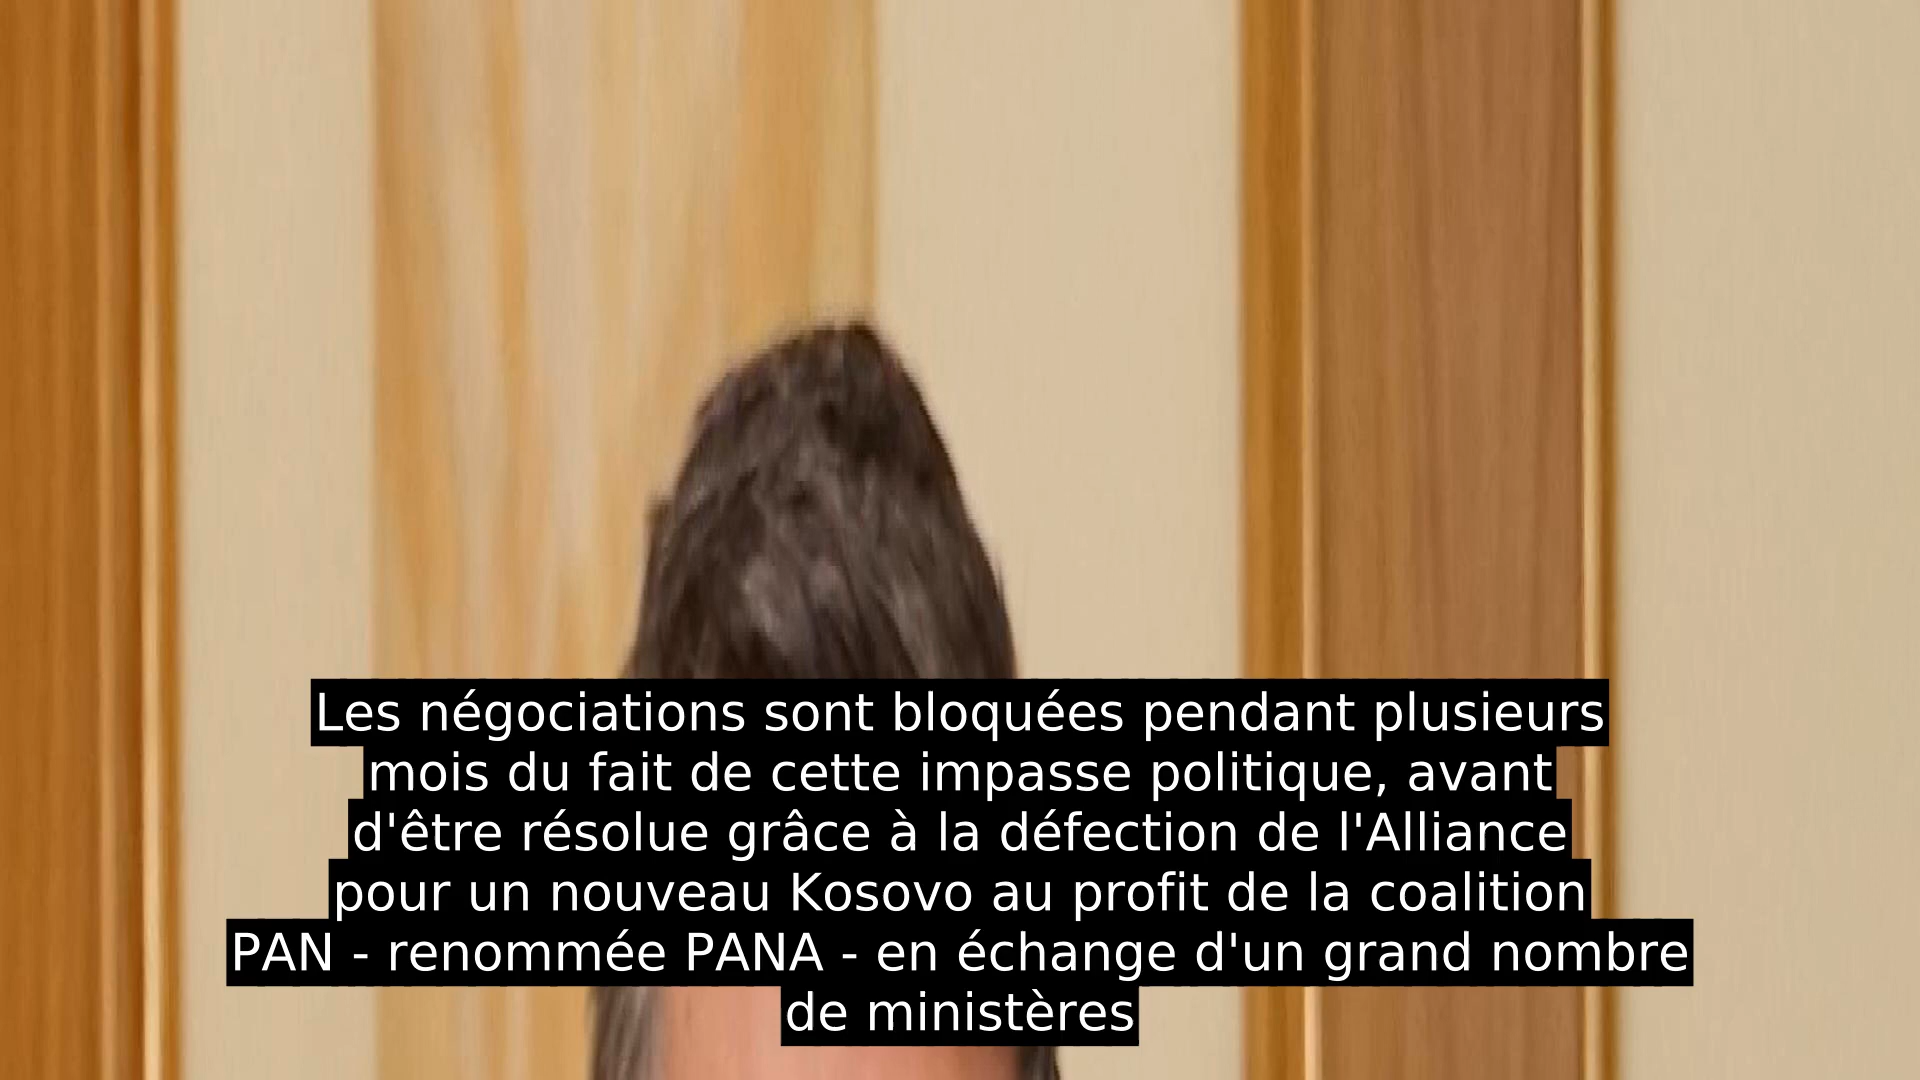 Les négociations sont bloquées pendant plusieurs
mois du fait de cette impasse politique, avant
d'être résolue grâce à la défection de l'Alliance
pour un nouveau Kosovo au profit de la coalition
PAN - renommée PANA - en échange d'un grand nombre
de ministères